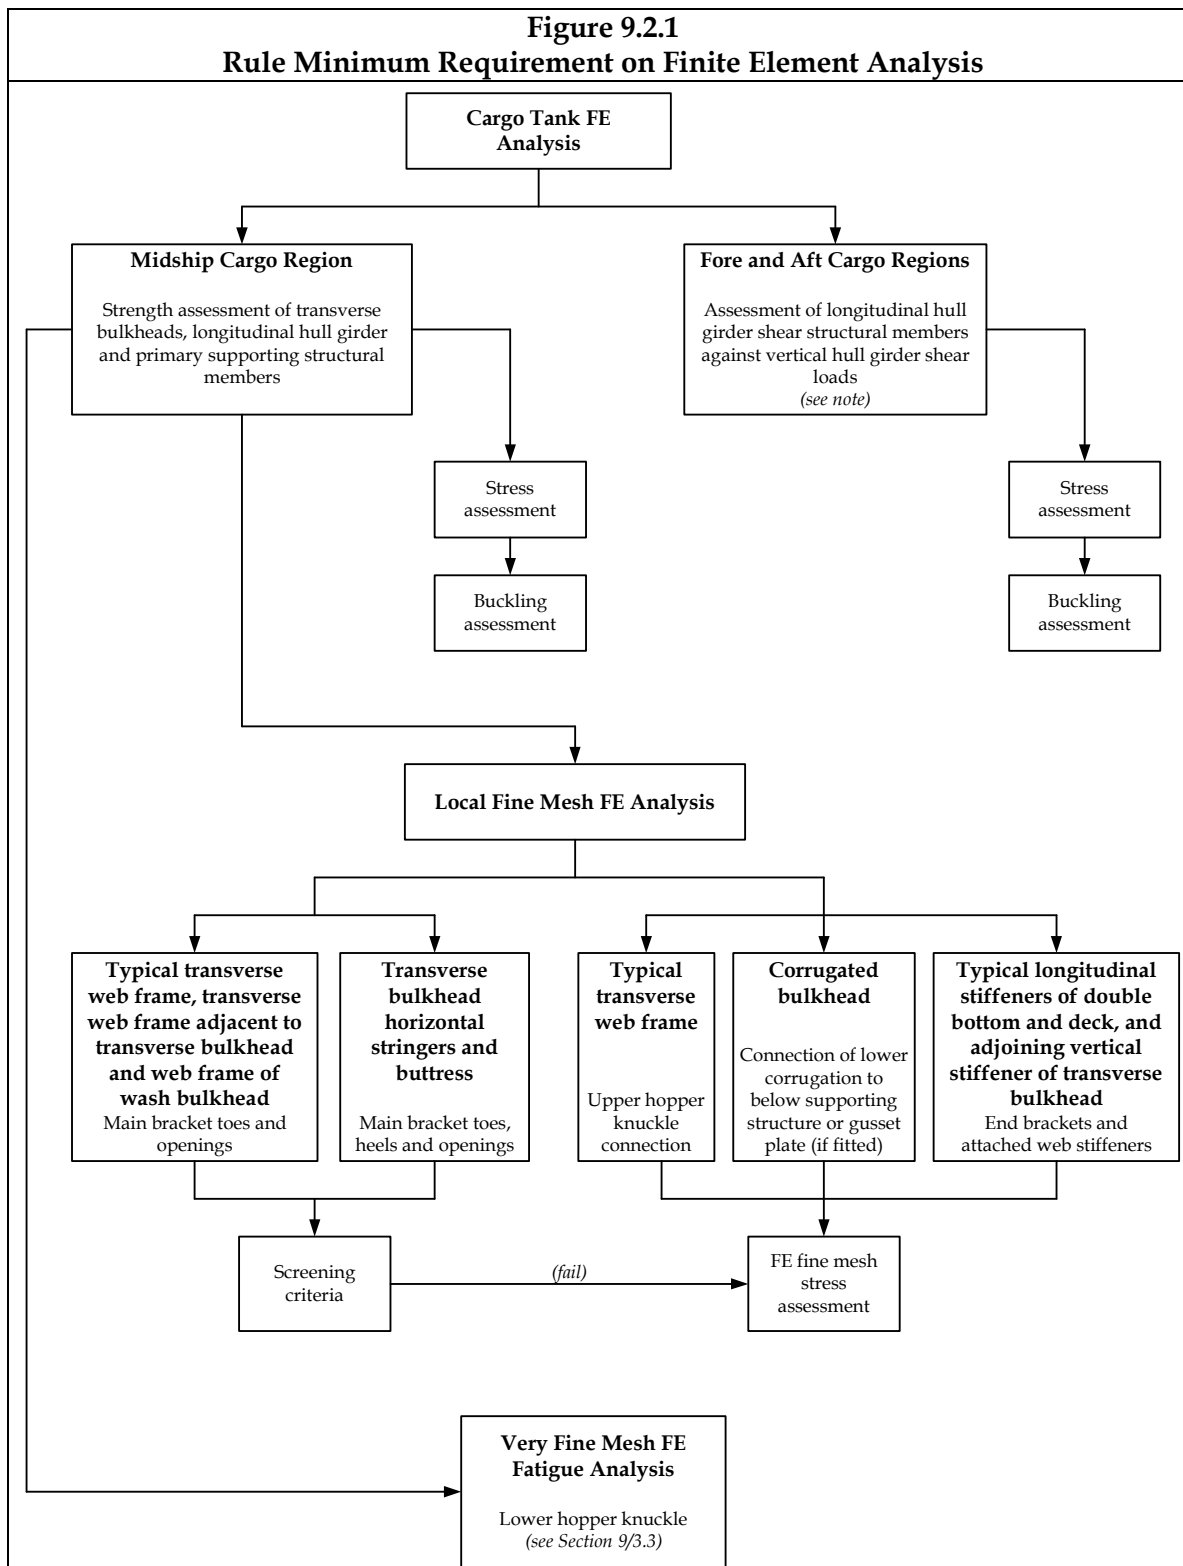 Figure 9.2.1
Rule Minimum Requirement on Finite Element Analysis
Cargo Tank FE
Analysis
Midship Cargo Region
Strength assessment of transverse
bulkheads, longitudinal hull girder
and primary supporting structural
members
Fore and Aft Cargo Regions
Assessment of longitudinal hull
girder shear structural members
against vertical hull girder shear
loads
(see note)
Stress
assessment
Buckling
assessment
Stress
assessment
Buckling
assessment
Local Fine Mesh FE Analysis
Typical transverse
web frame, transverse
web frame adjacent to
transverse bulkhead
and web frame of
wash bulkhead
Main bracket toes and
openings
Transverse
bulkhead
horizontal
stringers and
buttress
Main bracket toes,
heels and openings
Typical
transverse
web frame
Upper hopper
knuckle
connection
Corrugated
bulkhead
Connection of lower
corrugation to
below supporting
structure or gusset
plate (if fitted)
Typical longitudinal
stiffeners of double
bottom and deck, and
adjoining vertical
stiffener of transverse
bulkhead
End brackets and
attached web stiffeners
Screening
criteria
(fail)
FE fine mesh
stress
assessment
Very Fine Mesh FE
Fatigue Analysis
Lower hopper knuckle
(see Section 9/3.3)